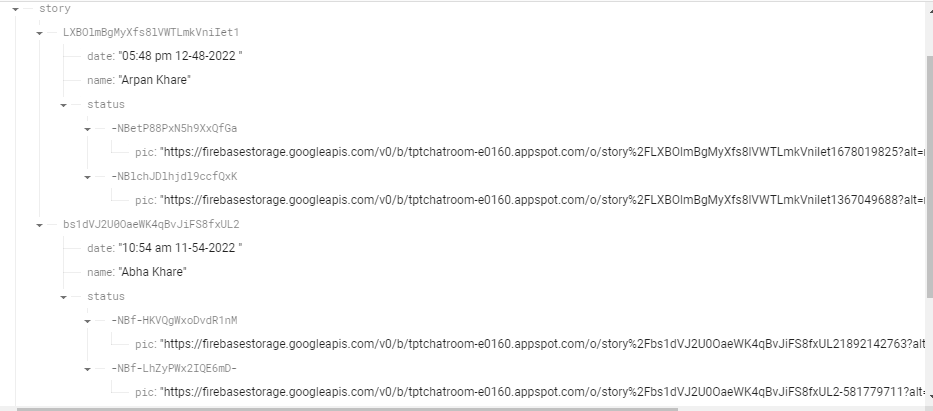 story
LXBOlmBgMyXfs8lVWTLmkVniIet1
date: "05:48 pm 12-48-2022 "
name: "Arpan Khare"
status
-NBetP88PxN5h9XxQfGa
pic: "https://firebasestorage.googleapis.com/v0/b/tptchatroom-e0160.appspot.com/o/story%2FLXBOlmBgMyXfs8lVWTLmkVniIet1678019825?alt=
-NBlchJDlhjdl9ccfQxK
pic: "https://firebasestorage.googleapis.com/v0/b/tptchatroom-e0160.appspot.com/o/story%2FLXBOlmBgMyXfs8lVWTLmkVniIet1367049688?alt=
bs1dVJ2U0OaeWK4qBvJiFS8fxUL2
date: "10:54 am 11-54-2022 "
name: "Abha Khare"
status
-NBf-HKVQgWxoDvdR1nM
pic: "https://firebasestorage.googleapis.com/v0/b/tptchatroom-e0160.appspot.com/o/story%2Fbs1dVJ2U0OaeWK4qBvJiFS8fxUL21892142763?alt
-NBf-LhZyPWx2IQE6mD-
pic: "https://firebasestorage.googleapis.com/v0/b/tptchatroom-e0160.appspot.com/o/story%2Fbs1dVJ2U0OaeWK4qBvJiFS8fxUL2-581779711?alt=